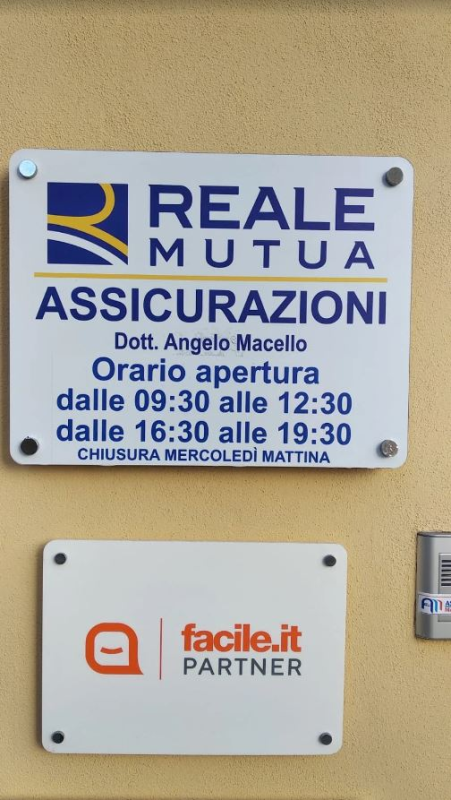 REALE
MUTUA
ASSICURAZIONI
Dott. Angelo Macello
Orario apertura
dalle 09:30 alle 12:30
dalle 16:30 alle 19:30
CHIUSURA MERCOLEDÌ MATTINA
facile.it
PARTNER